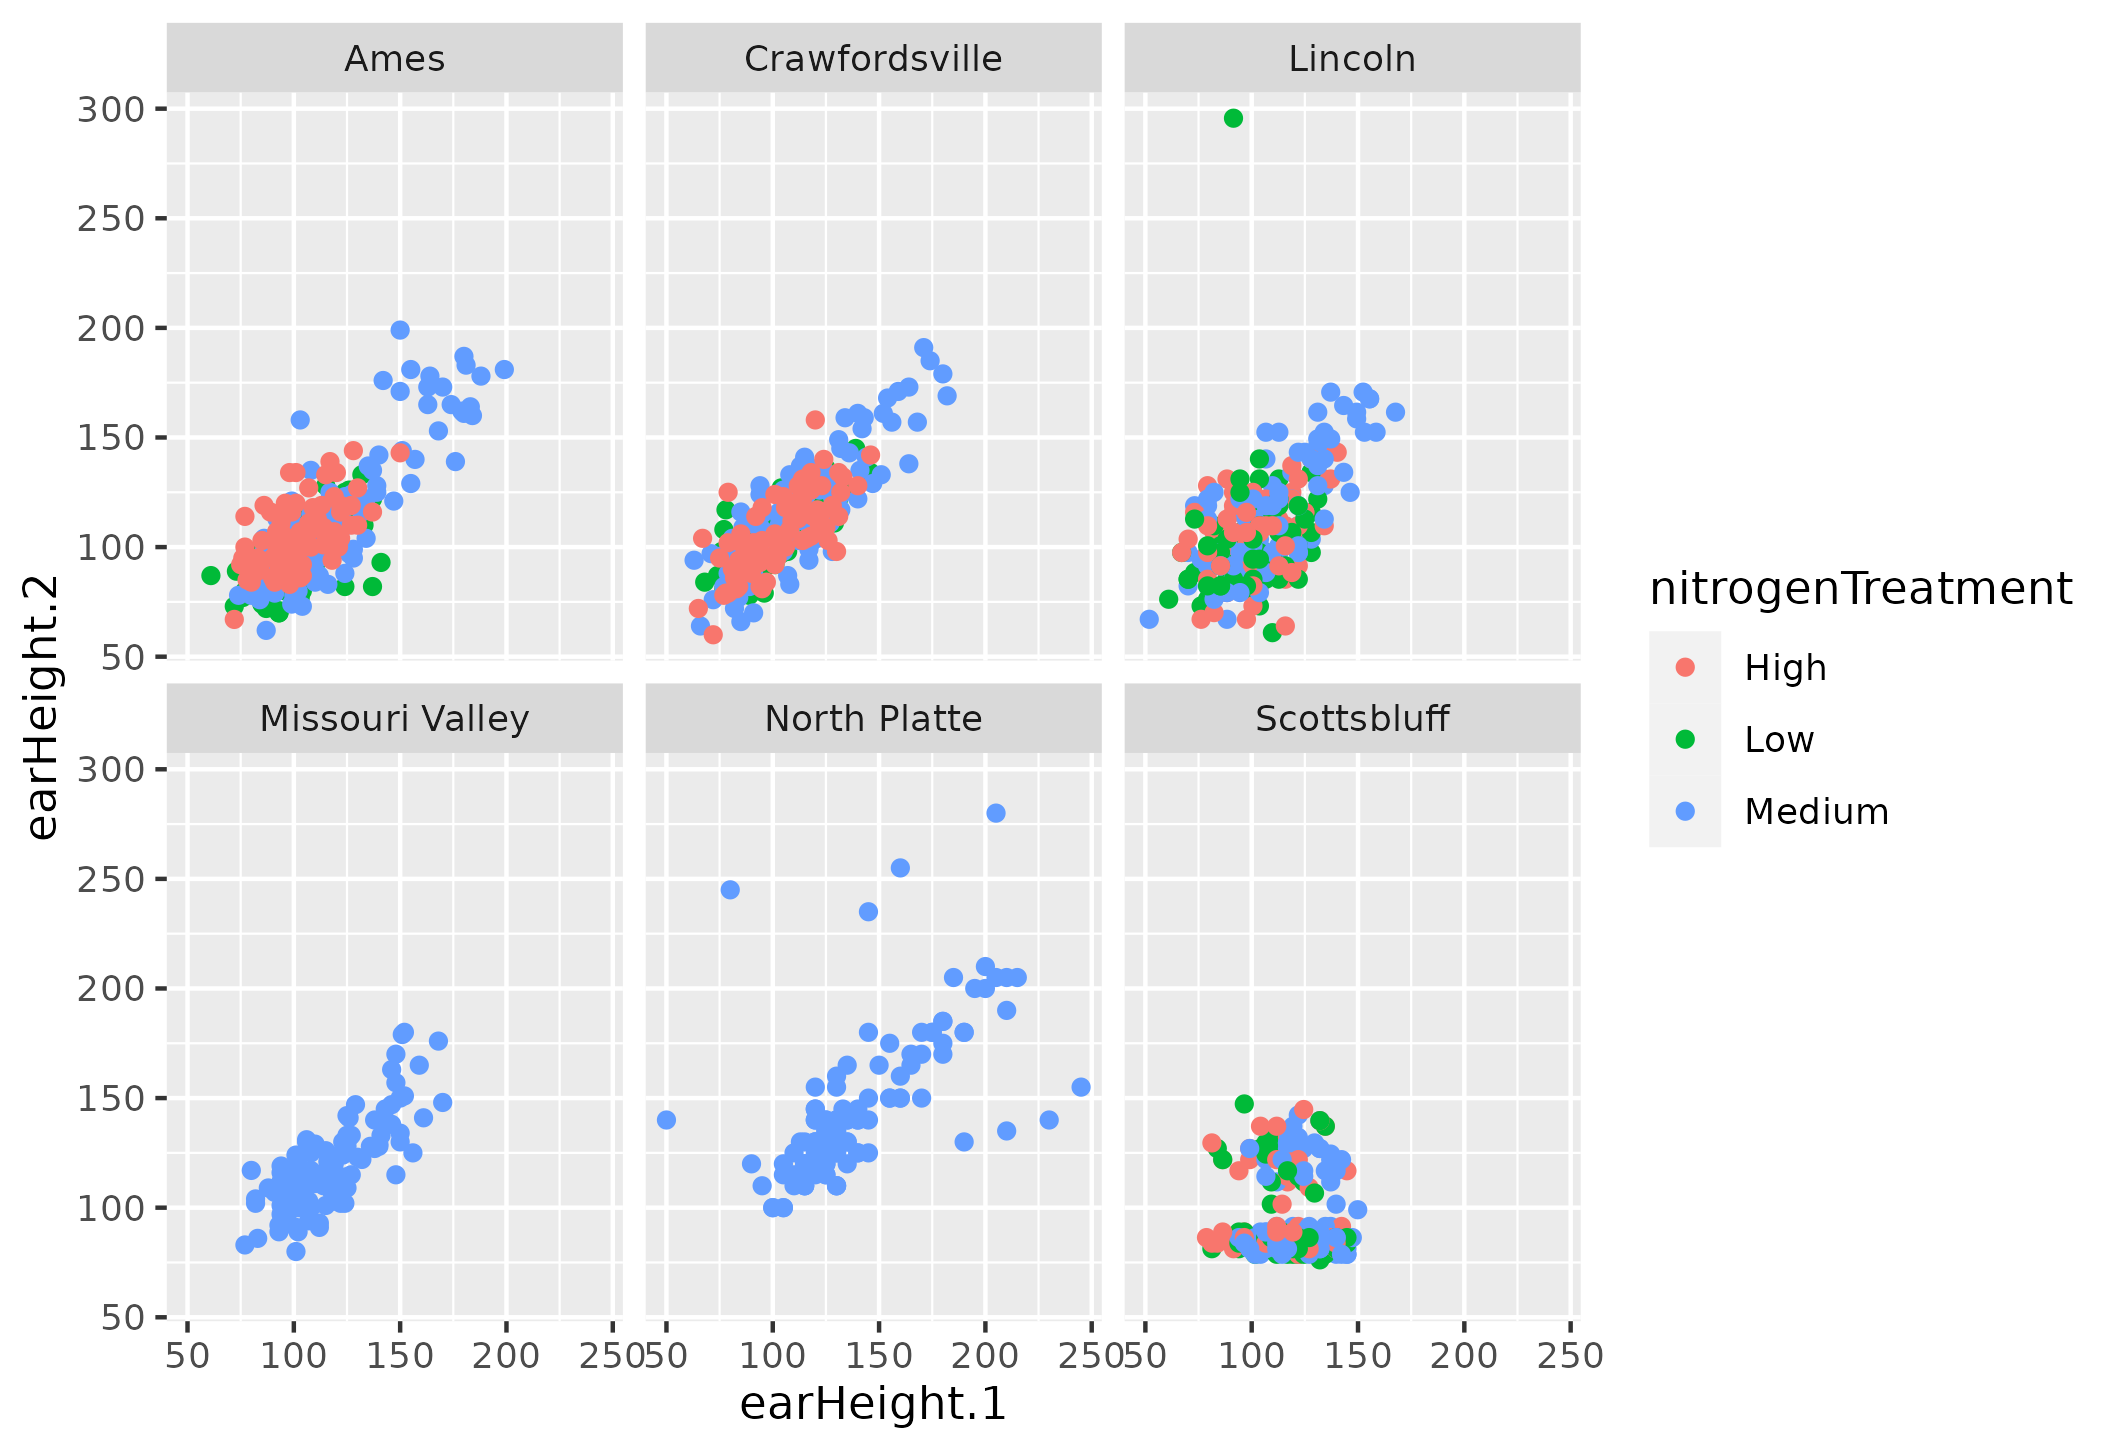 Ames Crawfordsville Lincoln
300
250
200
150
100
50
Missouri Valley North Platte Scottsbluff
300
250
200
150
100
50
50 100 150 200 250 50 100 150 200 250 50 100 150 200 250
earHeight.1
earHeight.2
nitrogenTreatment
High
Low
Medium